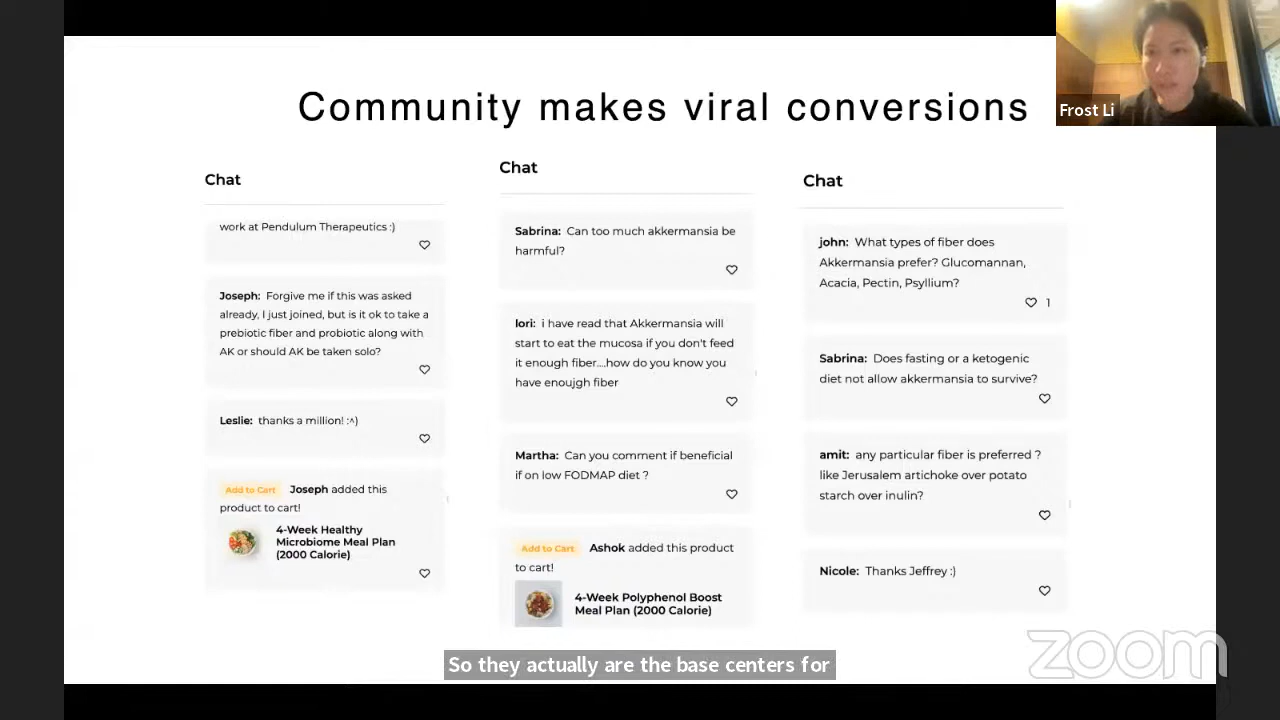 Community makes viral conversions
Frost Li
Chat
work at Pendulum Therapeutics :)
Joseph: Forgive me if this was asked
already, I just joined, but is it ok to take a
prebiotic fiber and probiotic along with
AK or should AK be taken solo?
Leslie: thanks a million! :^)
Add to Cart Joseph added this
product to cart!
4-Week Healthy
Microbiome Meal Plan
(2000 Calorie)
Chat
Sabrina: Can too much akkermansia be
harmful?
lori: i have read that Akkermansia will
start to eat the mucosa if you don't feed
it enough fiber....how do you know you
have enoujgh fiber
Martha: Can you comment if beneficial
if on low FODMAP diet ?
Add to Cart Ashok added this product
to cart!
4-Week Polyphenol Boost
Meal Plan (2000 Calorie)
Chat
john: What types of fiber does
Akkermansia prefer? Glucomannan,
Acacia, Pectin, Psyllium?
1
Sabrina: Does fasting or a ketogenic
diet not allow akkermansia to survive?
amit: any particular fiber is preferred ?
like Jerusalem artichoke over potato
starch over inulin?
Nicole: Thanks Jeffrey :)
So they actually are the base centers for
zoom